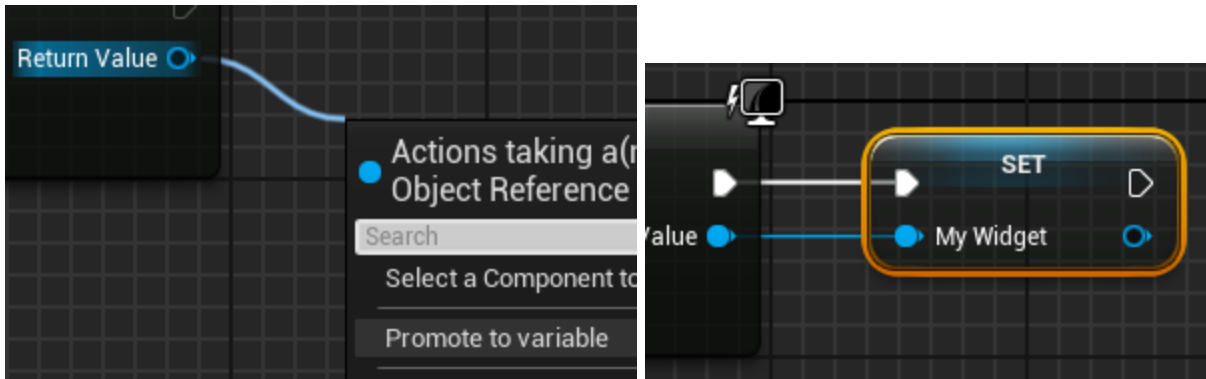 Return Value
Actions taking a(
Object Reference
Search
Select a Component to
Promote to variable
SET
Value
My Widget